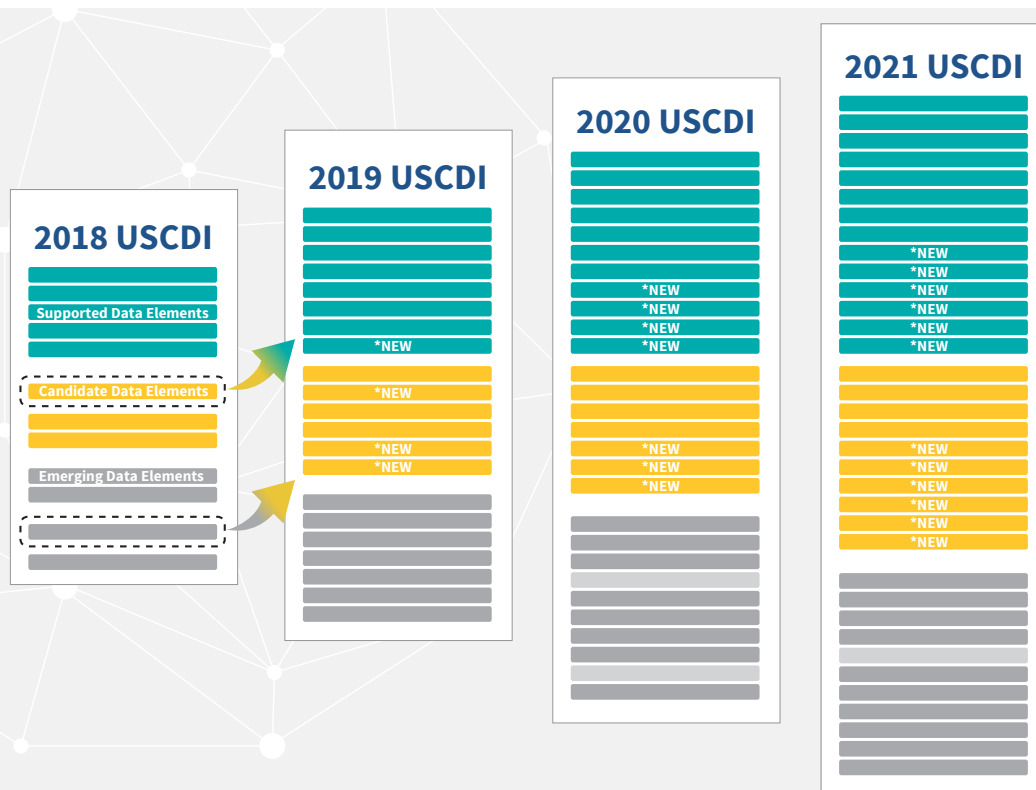 2018 USCDI
Supported Data Elements
Candidate Data Elements
Emerging Data Elements
2019 USCDI
*NEW
*NEW
*NEW
*NEW
2020 USCDI
*NEW
*NEW
*NEW
*NEW
*NEW
*NEW
*NEW
2021 USCDI
*NEW
*NEW
*NEW
*NEW
*NEW
*NEW
*NEW
*NEW
*NEW
*NEW
*NEW
*NEW